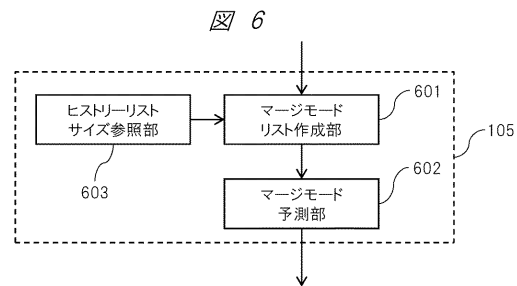 図 6
ヒストリーリスト
サイズ参照部
603
マージモード
リスト作成部
601
105
マージモード
予測部
602